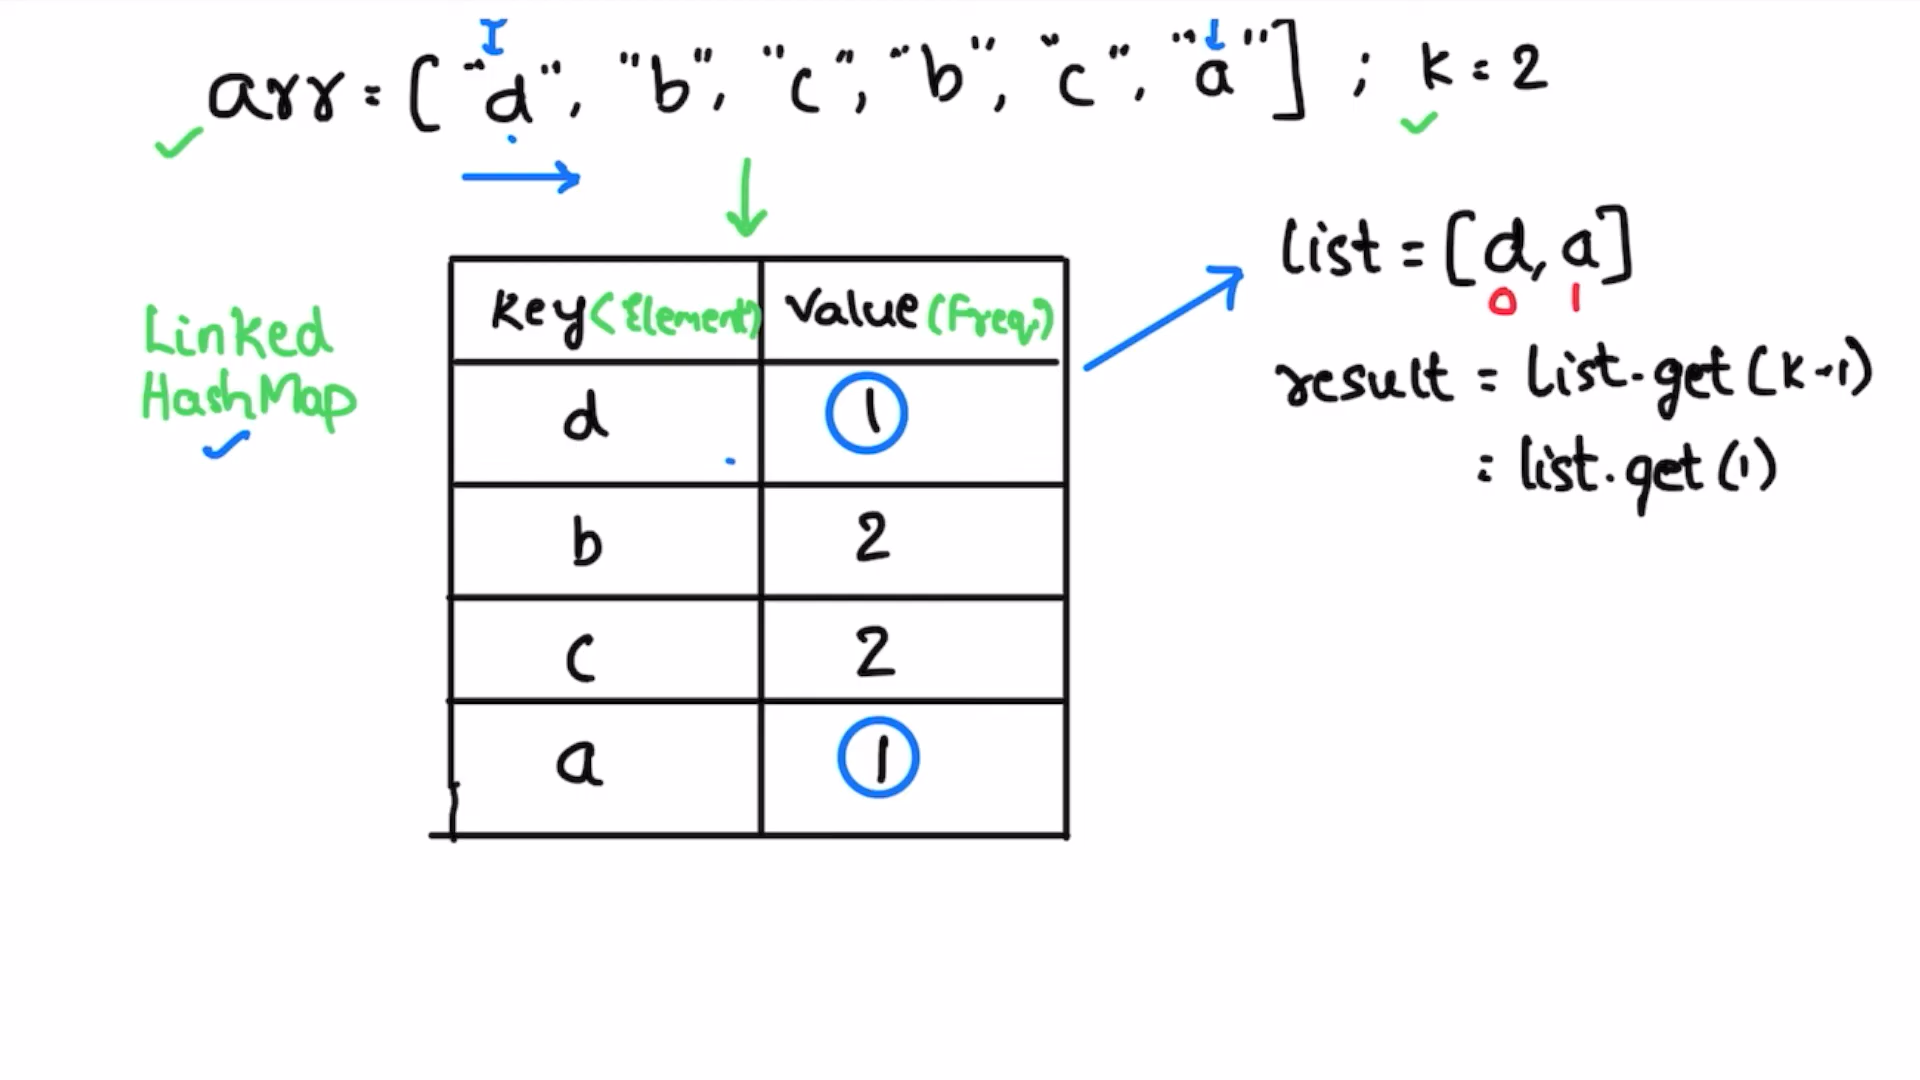 arr = ["d", "b", "c", "b", "c", "a"] ; k = 2
Linked
HashMap
Key (Element) Value (Freq)
d 1
b 2
c 2
a 1
list = [d, a]
0 1
result = list.get(k-1)
= list.get(1)